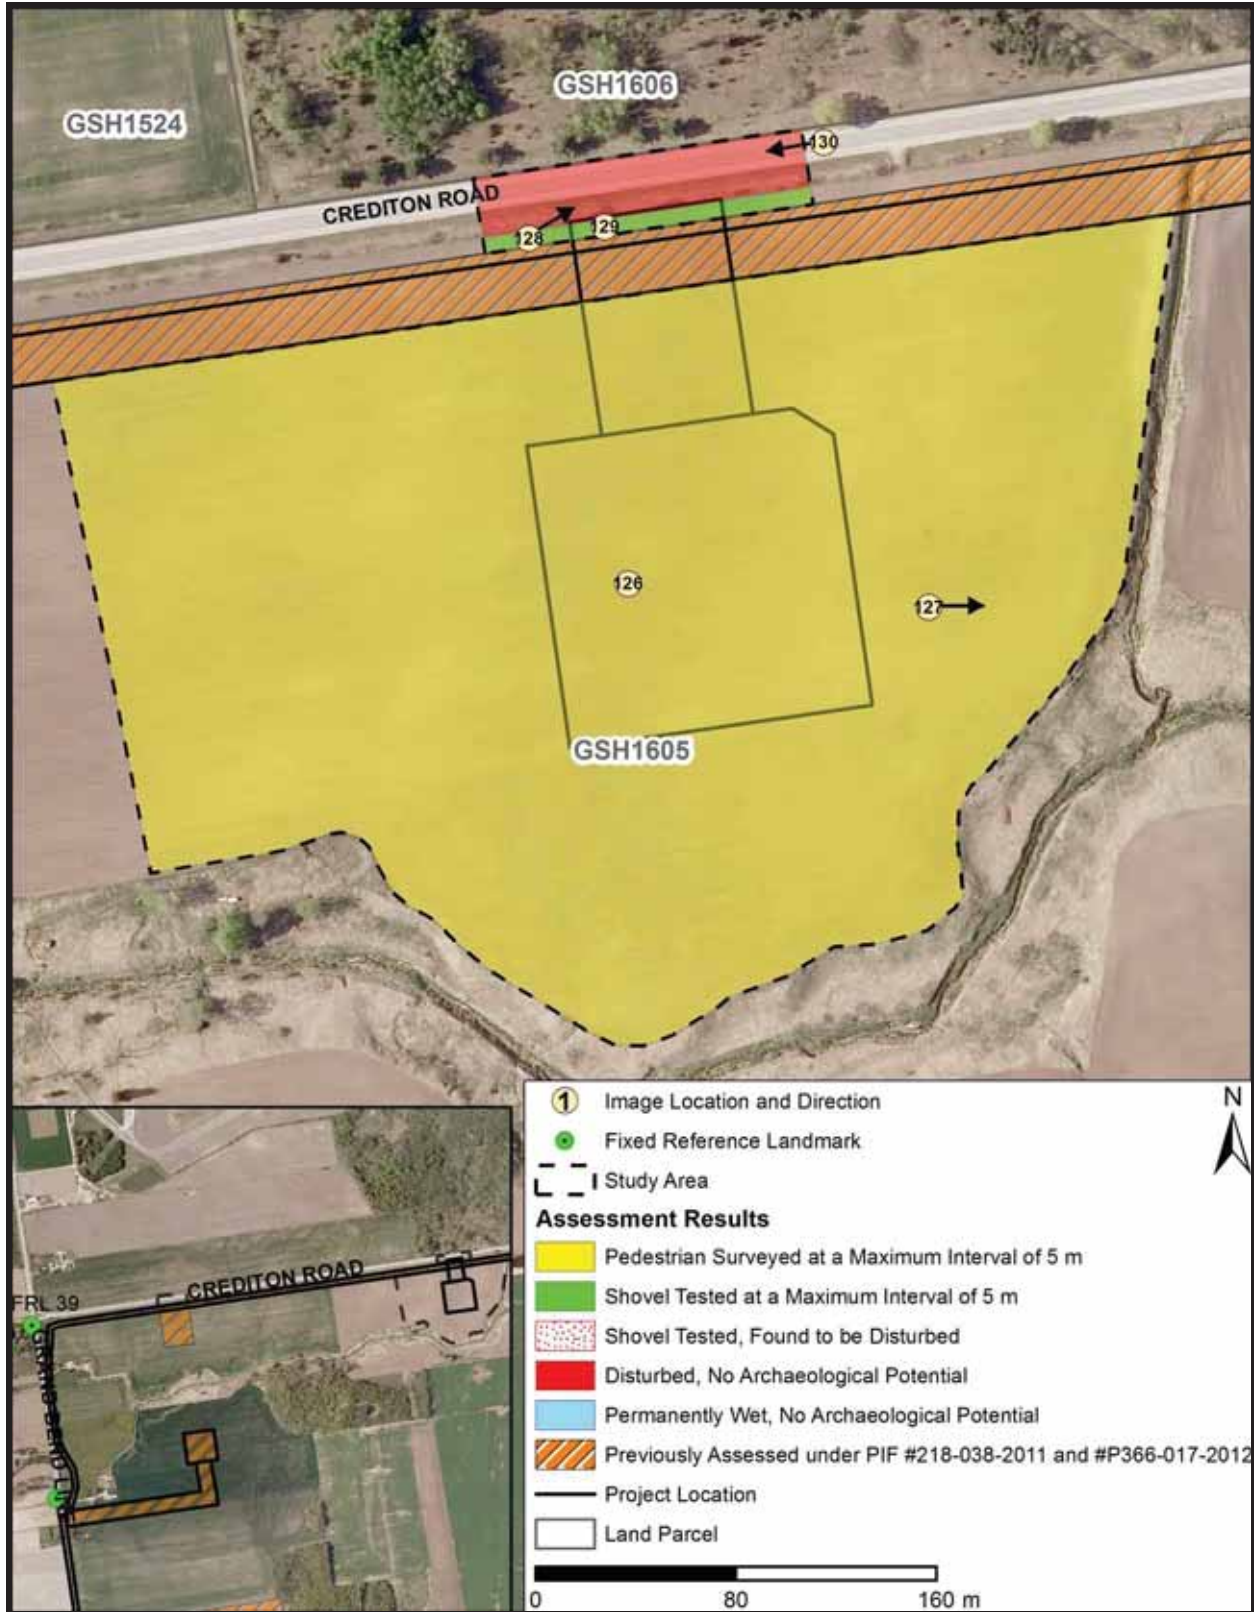 GSH1606
GSH1524
130
CREDITON ROAD
129
128
126
127
GSH1605
1 Image Location and Direction
N
Fixed Reference Landmark
Study Area
Assessment Results
Pedestrian Surveyed at a Maximum Interval of 5 m
Shovel Tested at a Maximum Interval of 5 m
Shovel Tested, Found to be Disturbed
Disturbed, No Archaeological Potential
Permanently Wet, No Archaeological Potential
Previously Assessed under PIF #218-038-2011 and #P366-017-2012
Project Location
Land Parcel
0 80 160 m
CREDITON ROAD
FRL 39